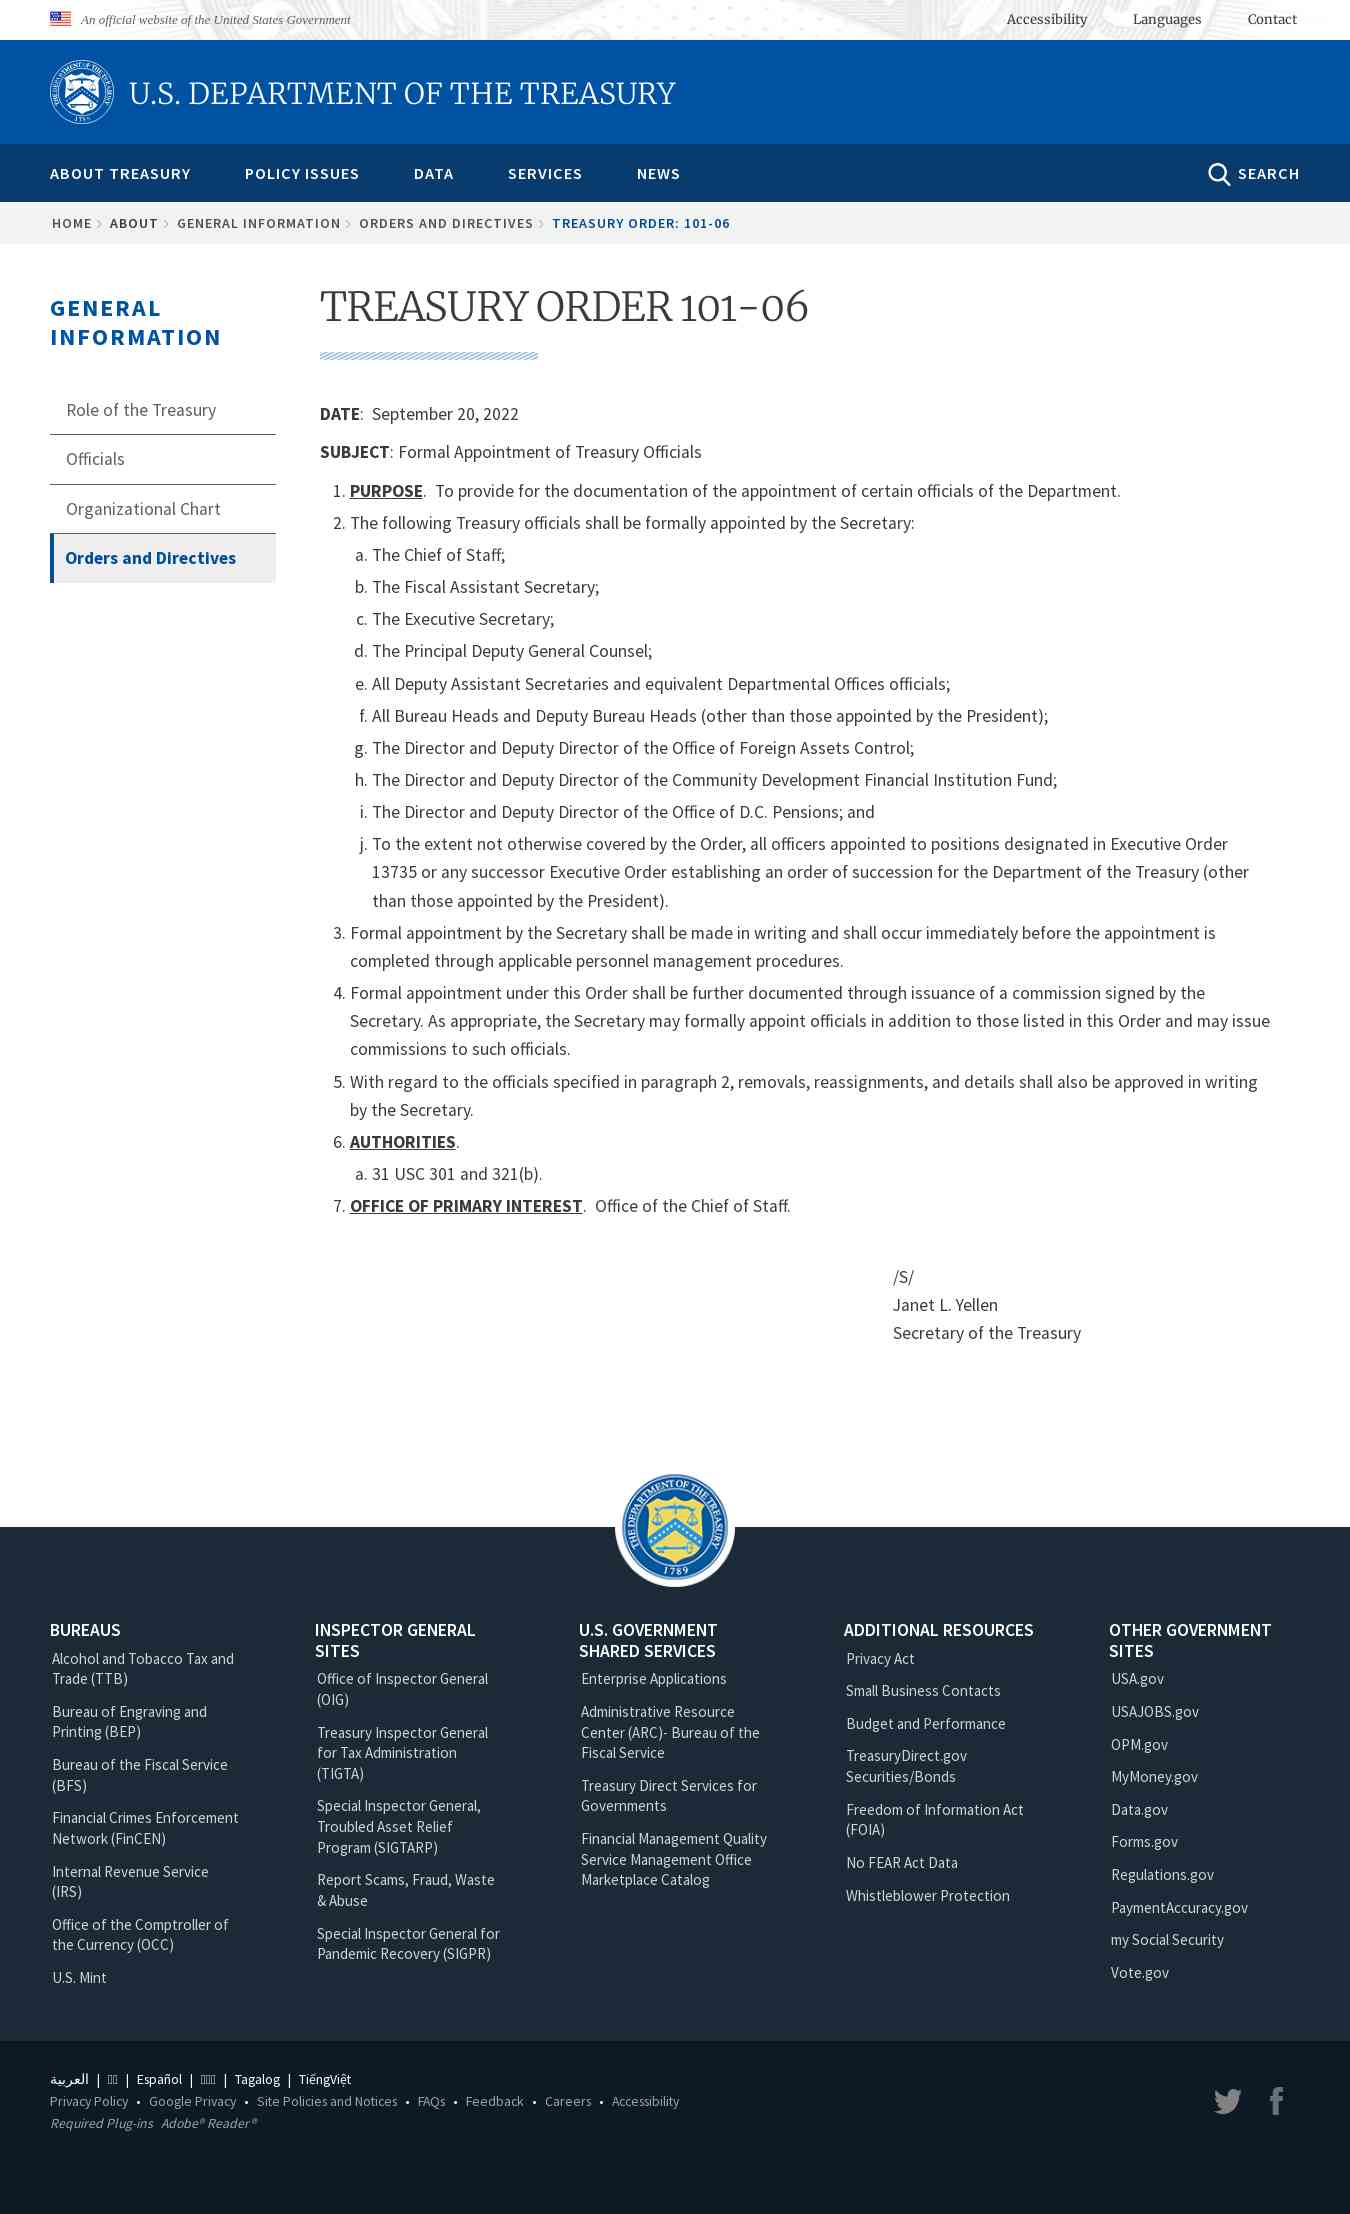 An official website of the United States Government
Accessibility Languages Contact
U.S. DEPARTMENT OF THE TREASURY
ABOUT TREASURY POLICY ISSUES DATA SERVICES NEWS SEARCH
HOME ABOUT GENERAL INFORMATION ORDERS AND DIRECTIVES TREASURY ORDER: 101-06
GENERAL
INFORMATION
Role of the Treasury
Officials
Organizational Chart
Orders and Directives
TREASURY ORDER 101-06
DATE: September 20, 2022
SUBJECT: Formal Appointment of Treasury Officials
1. PURPOSE. To provide for the documentation of the appointment of certain officials of the Department.
2. The following Treasury officials shall be formally appointed by the Secretary:
a. The Chief of Staff;
b. The Fiscal Assistant Secretary;
c. The Executive Secretary;
d. The Principal Deputy General Counsel;
e. All Deputy Assistant Secretaries and equivalent Departmental Offices officials;
f. All Bureau Heads and Deputy Bureau Heads (other than those appointed by the President);
g. The Director and Deputy Director of the Office of Foreign Assets Control;
h. The Director and Deputy Director of the Community Development Financial Institution Fund;
i. The Director and Deputy Director of the Office of D.C. Pensions; and
j. To the extent not otherwise covered by the Order, all officers appointed to positions designated in Executive Order
13735 or any successor Executive Order establishing an order of succession for the Department of the Treasury (other
than those appointed by the President).
3. Formal appointment by the Secretary shall be made in writing and shall occur immediately before the appointment is
completed through applicable personnel management procedures.
4. Formal appointment under this Order shall be further documented through issuance of a commission signed by the
Secretary. As appropriate, the Secretary may formally appoint officials in addition to those listed in this Order and may issue
commissions to such officials.
5. With regard to the officials specified in paragraph 2, removals, reassignments, and details shall also be approved in writing
by the Secretary.
6. AUTHORITIES.
a. 31 USC 301 and 321(b).
7. OFFICE OF PRIMARY INTEREST. Office of the Chief of Staff.
/S/
Janet L. Yellen
Secretary of the Treasury
THE DEPARTMENT OF THE TREASURY
1789
BUREAUS
Alcohol and Tobacco Tax and
Trade (TTB)
Bureau of Engraving and
Printing (BEP)
Bureau of the Fiscal Service
(BFS)
Financial Crimes Enforcement
Network (FinCEN)
Internal Revenue Service
(IRS)
Office of the Comptroller of
the Currency (OCC)
U.S. Mint
INSPECTOR GENERAL
SITES
Office of Inspector General
(OIG)
Treasury Inspector General
for Tax Administration
(TIGTA)
Special Inspector General,
Troubled Asset Relief
Program (SIGTARP)
Report Scams, Fraud, Waste
& Abuse
Special Inspector General for
Pandemic Recovery (SIGPR)
U.S. GOVERNMENT
SHARED SERVICES
Enterprise Applications
Administrative Resource
Center (ARC)- Bureau of the
Fiscal Service
Treasury Direct Services for
Governments
Financial Management Quality
Service Management Office
Marketplace Catalog
ADDITIONAL RESOURCES
Privacy Act
Small Business Contacts
Budget and Performance
TreasuryDirect.gov
Securities/Bonds
Freedom of Information Act
(FOIA)
No FEAR Act Data
Whistleblower Protection
OTHER GOVERNMENT
SITES
USA.gov
USAJOBS.gov
OPM.gov
MyMoney.gov
Data.gov
Forms.gov
Regulations.gov
PaymentAccuracy.gov
my Social Security
Vote.gov
العربية | | Español | | Tagalog | TiếngViệt
Privacy Policy • Google Privacy • Site Policies and Notices • FAQs • Feedback • Careers • Accessibility
Required Plug-ins Adobe® Reader®